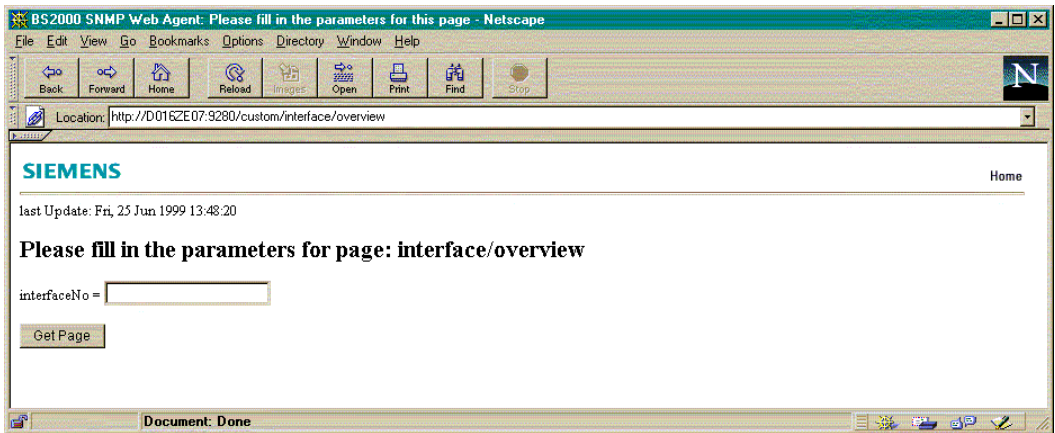 BS2000 SNMP Web Agent: Please fill in the parameters for this page - Netscape
File Edit View Go Bookmarks Options Directory Window Help
Back Forward Home Reload Images Open Print Find Stop
N
Location: http://D016ZE07:9280/custom/interface/overview
SIEMENS
Home
last Update: Fri, 25 Jun 1999 13:48:20
Please fill in the parameters for page: interface/overview
interfaceNo =
Get Page
Document: Done